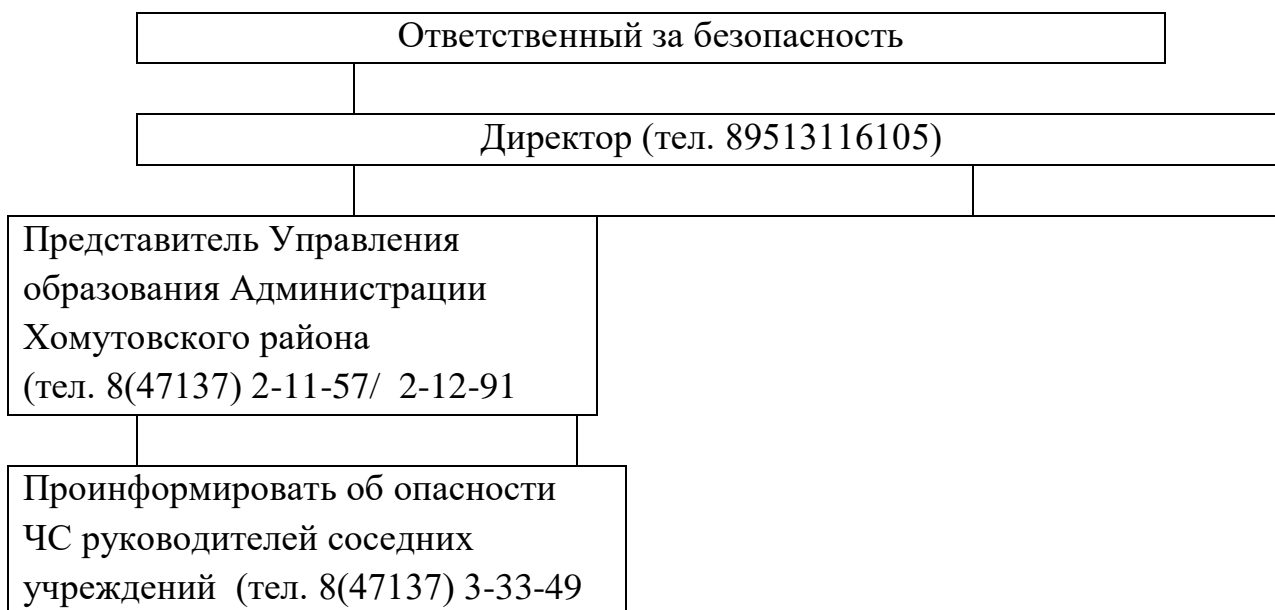 Ответственный за безопасность
Директор (тел. 89513116105)
Представитель Управления
образования Администрации
Хомутовского района
(тел. 8(47137) 2-11-57/ 2-12-91
Проинформировать об опасности
ЧС руководителей соседних
учреждений (тел. 8(47137) 3-33-49